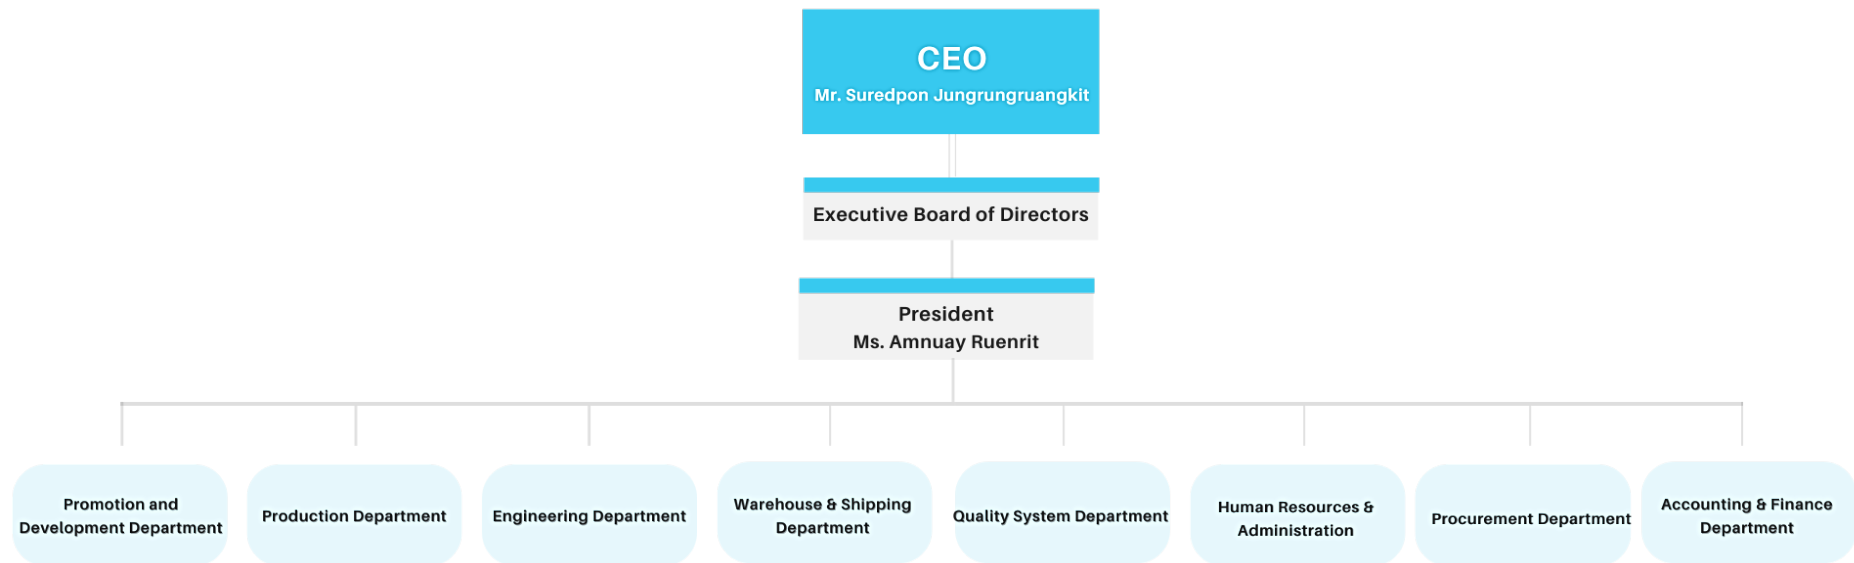 CEO
Mr. Suredpon Jungrungruangkit
Executive Board of Directors
President
Ms. Amnuay Ruenrit
Promotion and
Development Department
Production Department
Engineering Department
Warehouse & Shipping
Department
Quality System Department
Human Resources &
Administration
Procurement Department
Accounting & Finance
Department